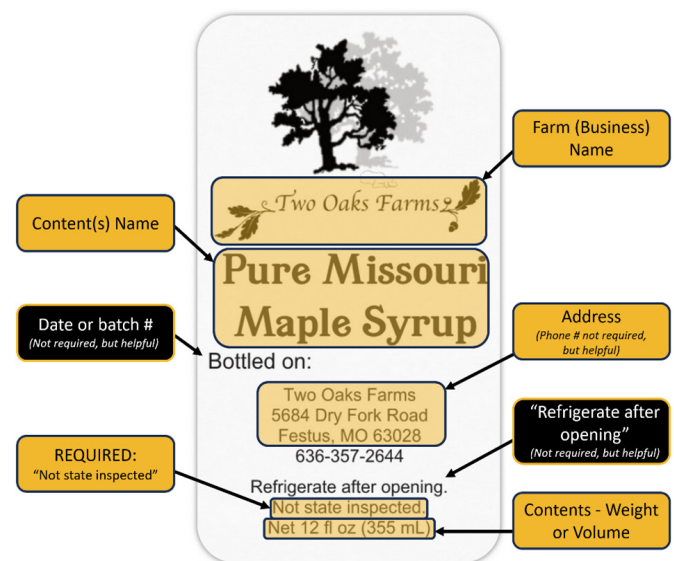 Farm (Business)
Name
Two Oaks Farms
Content(s) Name
Pure Missouri
Maple Syrup
Date or batch #
(Not required, but helpful)
Bottled on:
Address
(Phone # not required,
but helpful)
Two Oaks Farms
5684 Dry Fork Road
Festus, MO 63028
636-357-2644
"Refrigerate after
opening"
(Not required, but helpful)
REQUIRED:
"Not state inspected"
Refrigerate after opening.
Not state inspected.
Net 12 fl oz (355 mL)
Contents - Weight
or Volume